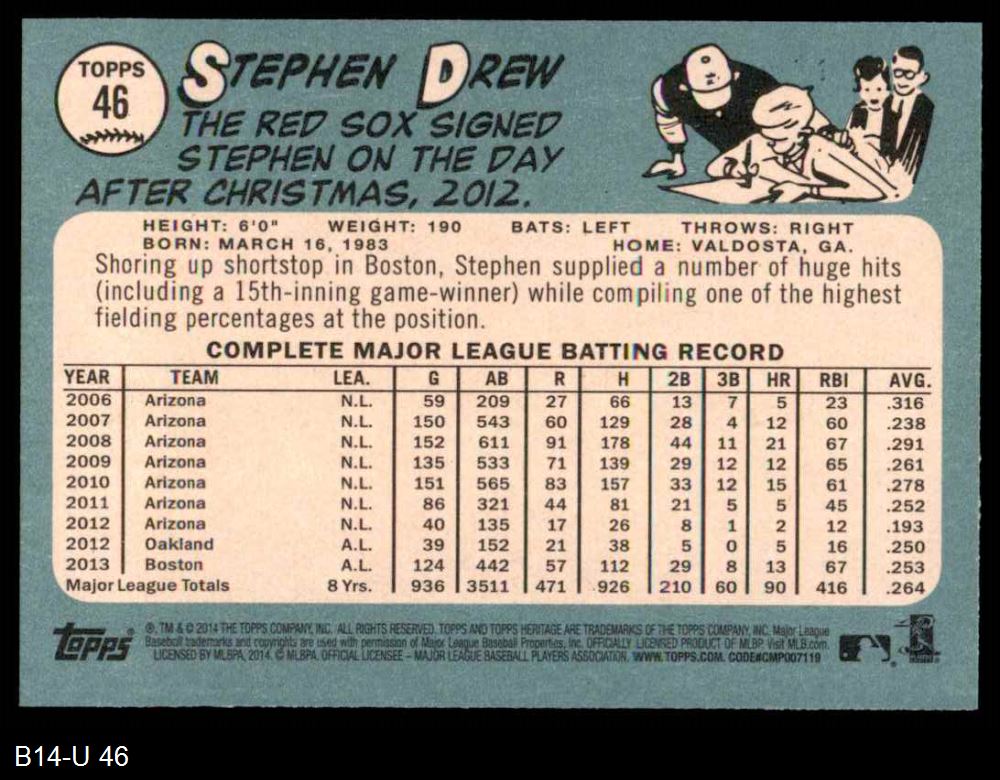 TOPPS
46
STEPHEN DREW
THE RED SOX SIGNED
STEPHEN ON THE DAY
AFTER CHRISTMAS, 2012.
HEIGHT: 6'0" WEIGHT: 190 BATS: LEFT THROWS: RIGHT
BORN: MARCH 16, 1983 HOME: VALDOSTA, GA.
Shoring up shortstop in Boston, Stephen supplied a number of huge hits
(including a 15th-inning game-winner) while compiling one of the highest
fielding percentages at the position.
COMPLETE MAJOR LEAGUE BATTING RECORD
YEAR TEAM LEA. G AB R H 2B 3B HR RBI AVG.
2006 Arizona N.L. 59 209 27 66 13 7 5 23 .316
2007 Arizona N.L. 150 543 60 129 28 4 12 60 .238
2008 Arizona N.L. 152 611 91 178 44 11 21 67 .291
2009 Arizona N.L. 135 533 71 139 29 12 12 65 .261
2010 Arizona N.L. 151 565 83 157 33 12 15 61 .278
2011 Arizona N.L. 86 321 44 81 21 5 5 45 .252
2012 Arizona N.L. 40 135 17 26 8 1 2 12 .193
2012 Oakland A.L. 39 152 21 38 5 0 5 16 .250
2013 Boston A.L. 124 442 57 112 29 8 13 67 .253
Major League Totals 8 Yrs. 936 3511 471 926 210 60 90 416 .264
topps
®, TM & © 2014 THE TOPPS COMPANY, INC. ALL RIGHTS RESERVED. TOPPS AND TOPPS HERITAGE ARE TRADEMARKS OF THE TOPPS COMPANY, INC. Major League
Baseball trademarks and copyrights are used with permission of Major League Baseball Properties, Inc. OFFICIALLY LICENSED PRODUCT OF MLBP. Visit MLB.com.
LICENSED BY MLBPA, 2014. © MLBPA. OFFICIAL LICENSEE – MAJOR LEAGUE BASEBALL PLAYERS ASSOCIATION. WWW.TOPPS.COM. CODE#CMP007119
B14-U 46